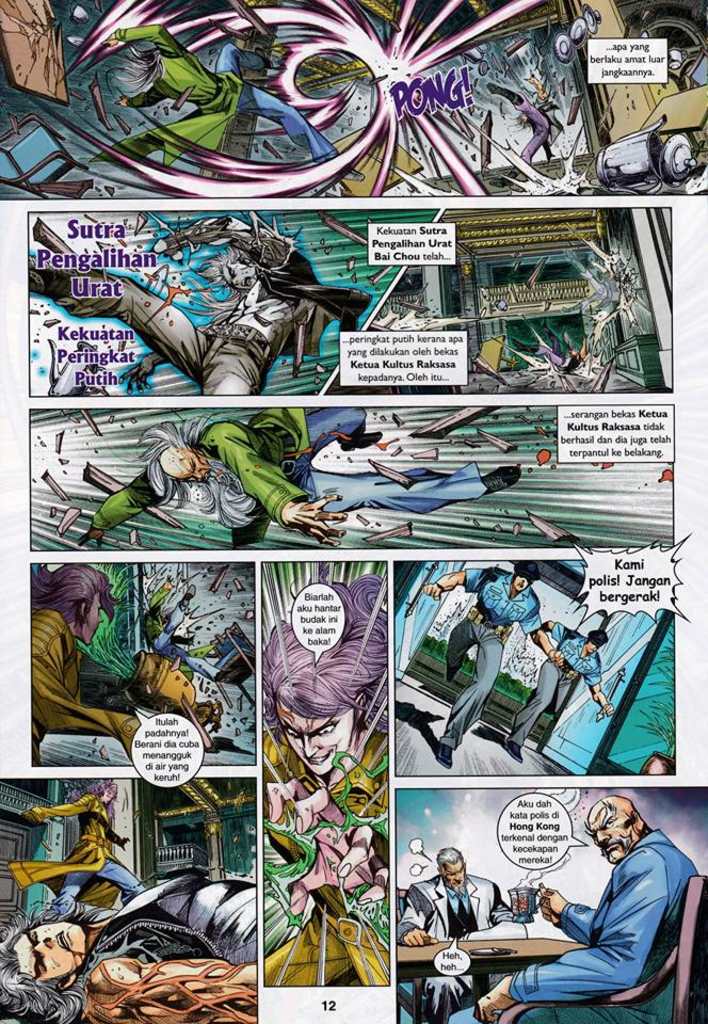 ...apa yang
berlaku amat luar
jangkaannya.
PONG!
Sutra
Pengalihan
Urat
Kekuatan
Peringkat
Putih
Kekuatan Sutra
Pengalihan Urat
Bai Chou telah...
...peringkat putih kerana apa
yang dilakukan oleh bekas
Ketua Kultus Raksasa
kepadanya. Oleh itu...
...serangan bekas Ketua
Kultus Raksasa tidak
berhasil dan dia juga telah
terpantul ke belakang.
Itulah
padahnya!
Berani dia cuba
menangguk
di air yang
keruh!
Biarlah
aku hantar
budak ini
ke alam
baka!
Kami
polis! Jangan
bergerak!
Aku dah
kata polis di
Hong Kong
terkenal dengan
kecekapan
mereka!
Heh,
heh...
12